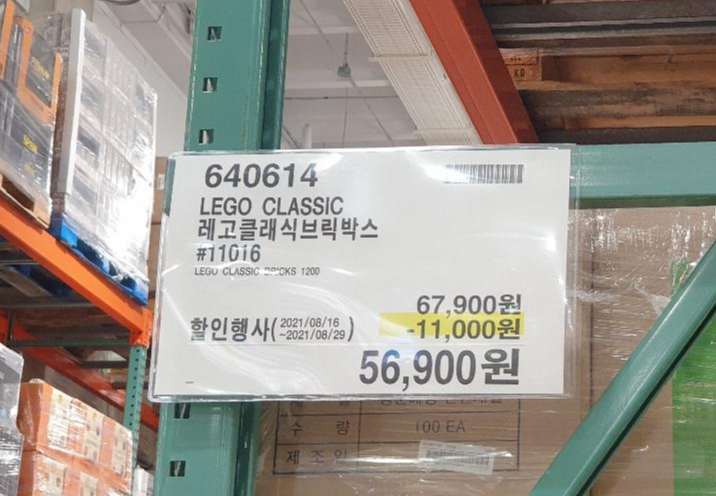 640614
LEGO CLASSIC
레고클래식브릭박스
#11016
LEGO CLASSIC BRICKS 1200
67,900원
할인행사(2021/08/16
~2021/08/29)
-11,000원
56,900원
수 량 100 EA
제 조 일